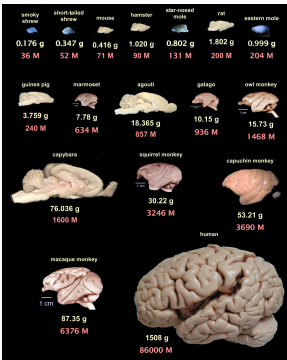 smoky shrew
short-tailed shrew
mouse
hamster
star-nosed mole
rat
eastern mole
0.176 g
0.347 g
0.416 g
1.020 g
0.802 g
1.802 g
0.999 g
36 M
52 M
71 M
90 M
131 M
200 M
204 M
guinea pig
marmoset
agouti
galago
owl monkey
1 cm
3.759 g
7.78 g
18.365 g
10.15 g
15.73 g
240 M
634 M
857 M
936 M
1468 M
capybara
squirrel monkey
capuchin monkey
1 cm
76.036 g
30.22 g
53.21 g
1600 M
3246 M
3690 M
human
macaque monkey
1 cm
87.35 g
6376 M
1508 g
86000 M